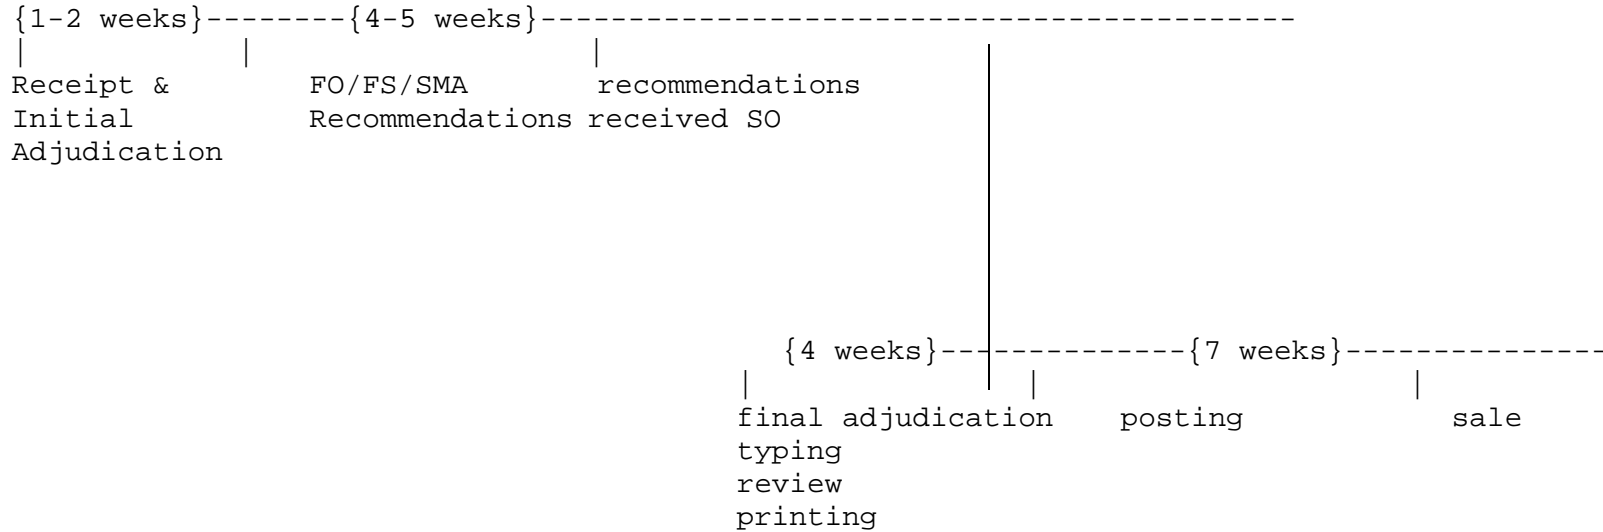 {1-2 weeks}--------{4-5 weeks}--------------------------------------------
| | |
Receipt & FO/FS/SMA recommendations
Initial Recommendations received SO
Adjudication
{4 weeks}--------------{7 weeks}---------------
| | |
final adjudication posting sale
typing
review
printing